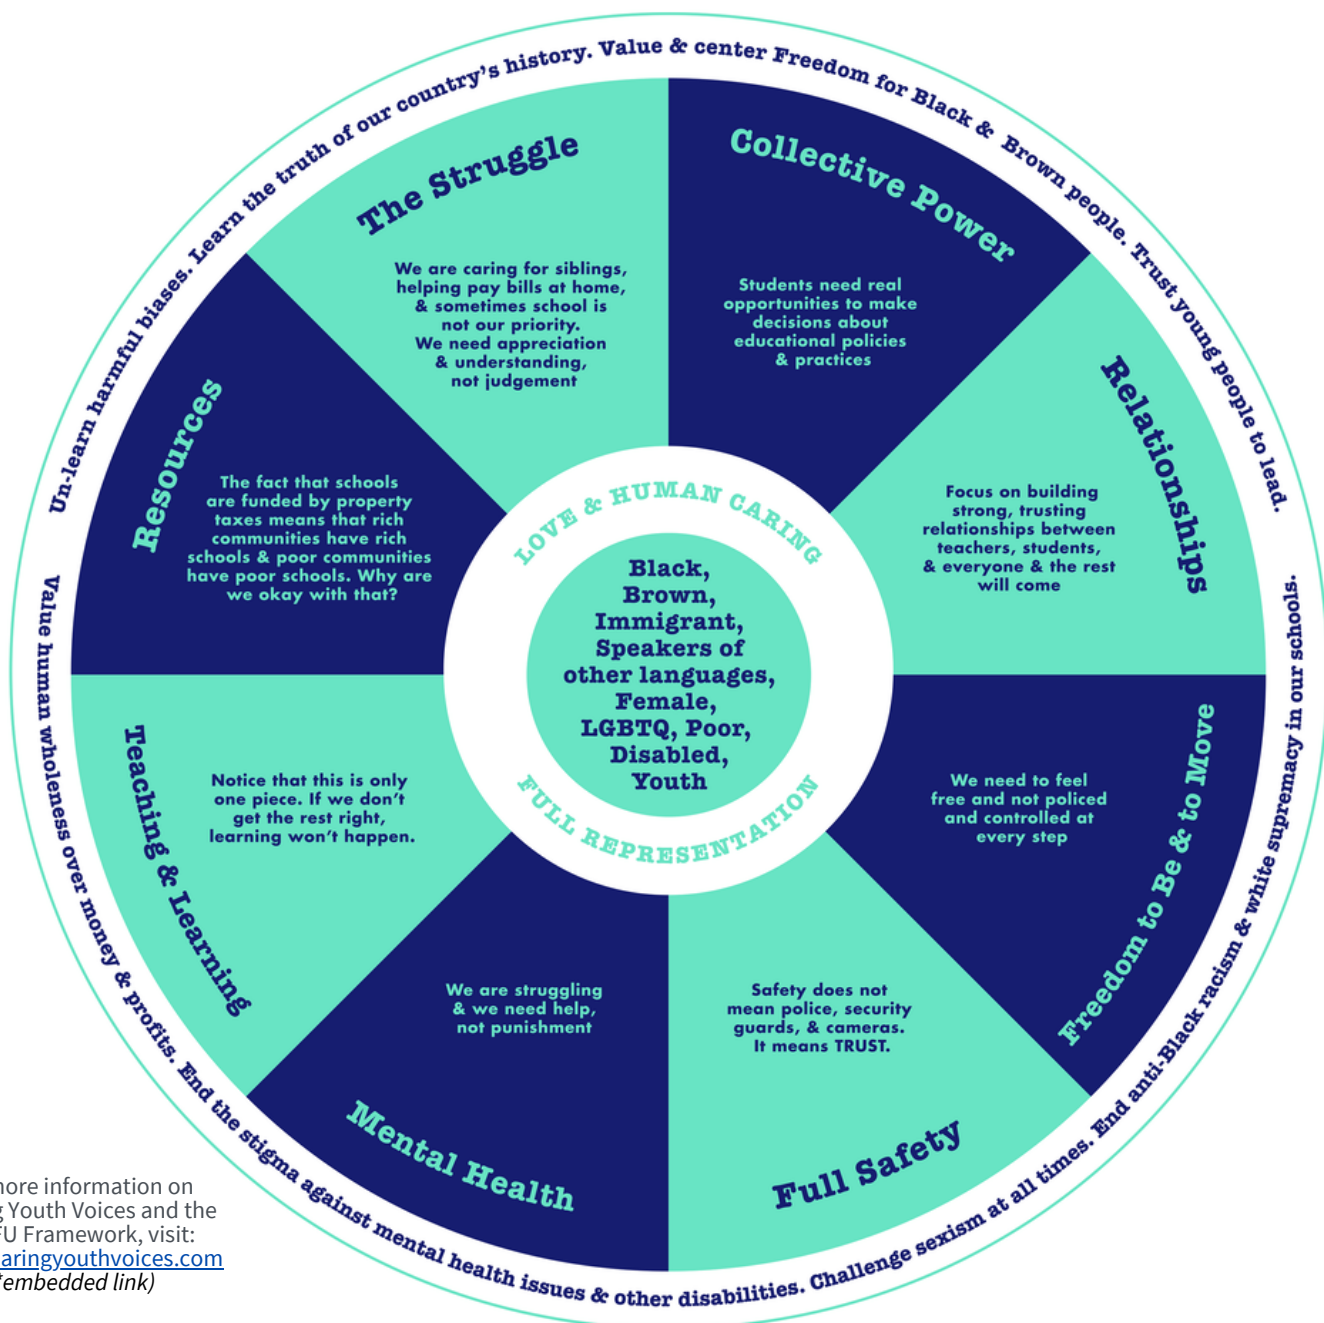 Un-learn harmful biases. Learn the truth of our country's history. Value & center Freedom for Black & Brown people. Trust young people to lead.
The Struggle
We are caring for siblings,
helping pay bills at home,
& sometimes school is
not our priority.
We need appreciation
& understanding,
not judgement
Collective Power
Students need real
opportunities to make
decisions about
educational policies
& practices
Relationships
Focus on building
strong, trusting
relationships between
teachers, students,
& everyone & the rest
will come
Freedom to Be & to Move
We need to feel
free and not policed
and controlled at
every step
Full Safety
Safety does not
mean police, security
guards, & cameras.
It means TRUST.
Mental Health
We are struggling
& we need help,
not punishment
Teaching & Learning
Notice that this is only
one piece. If we don't
get the rest right,
learning won't happen.
Resources
The fact that schools
are funded by property
taxes means that rich
communities have rich
schools & poor communities
have poor schools. Why are
we okay with that?
LOVE & HUMAN CARING
Black,
Brown,
Immigrant,
Speakers of
other languages,
Female,
LGBTQ, Poor,
Disabled,
Youth
FULL REPRESENTATION
Value human wholeness over money & profits. End the stigma against mental health issues & other disabilities. Challenge sexism at all times. End anti-Black racism & white supremacy in our schools.
more information on
Youth Voices and the
Framework, visit:
aringyouthvoices.com
embedded link)